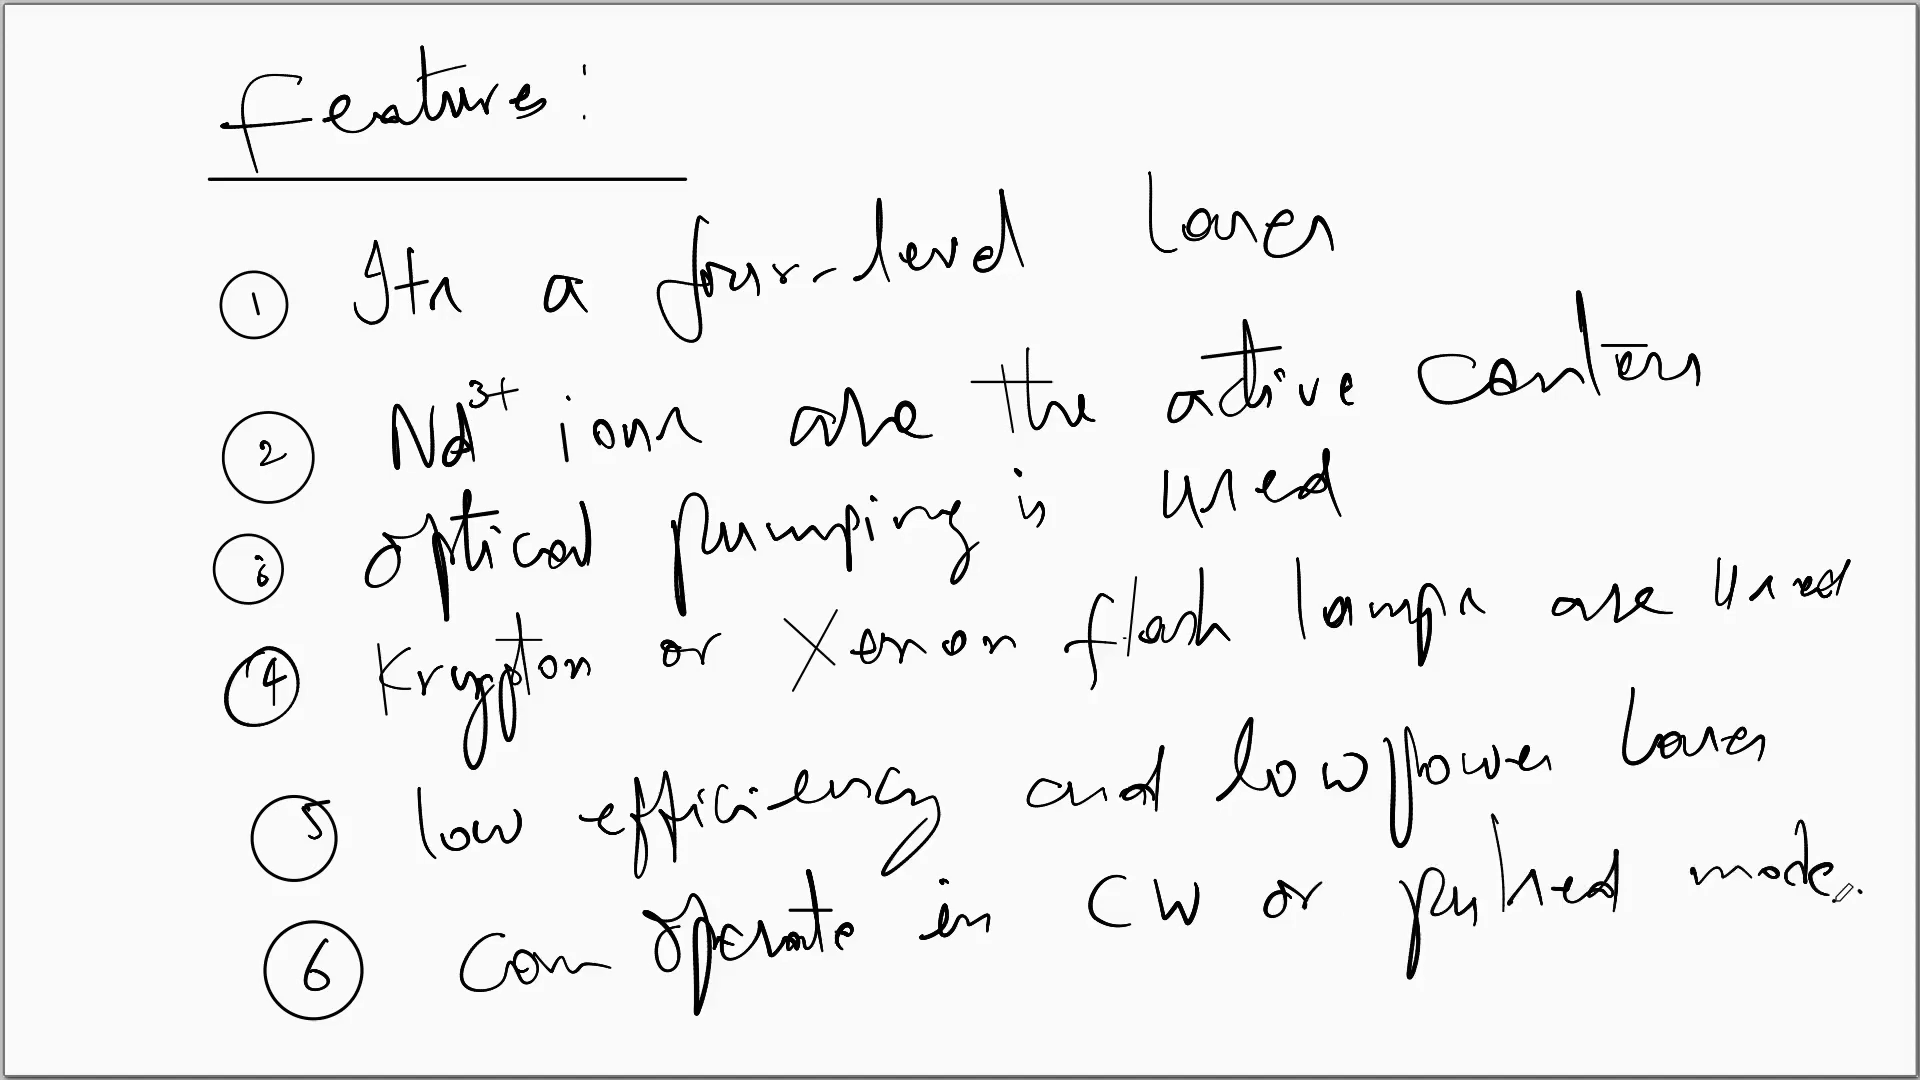 Features:
① Its a four-level laser
② Nd³⁺ ions are the active centers
③ optical pumping is used
④ Krypton or Xenon flash lamps are used
⑤ low efficiency and low power laser
⑥ Can operate in CW or pulsed mode.